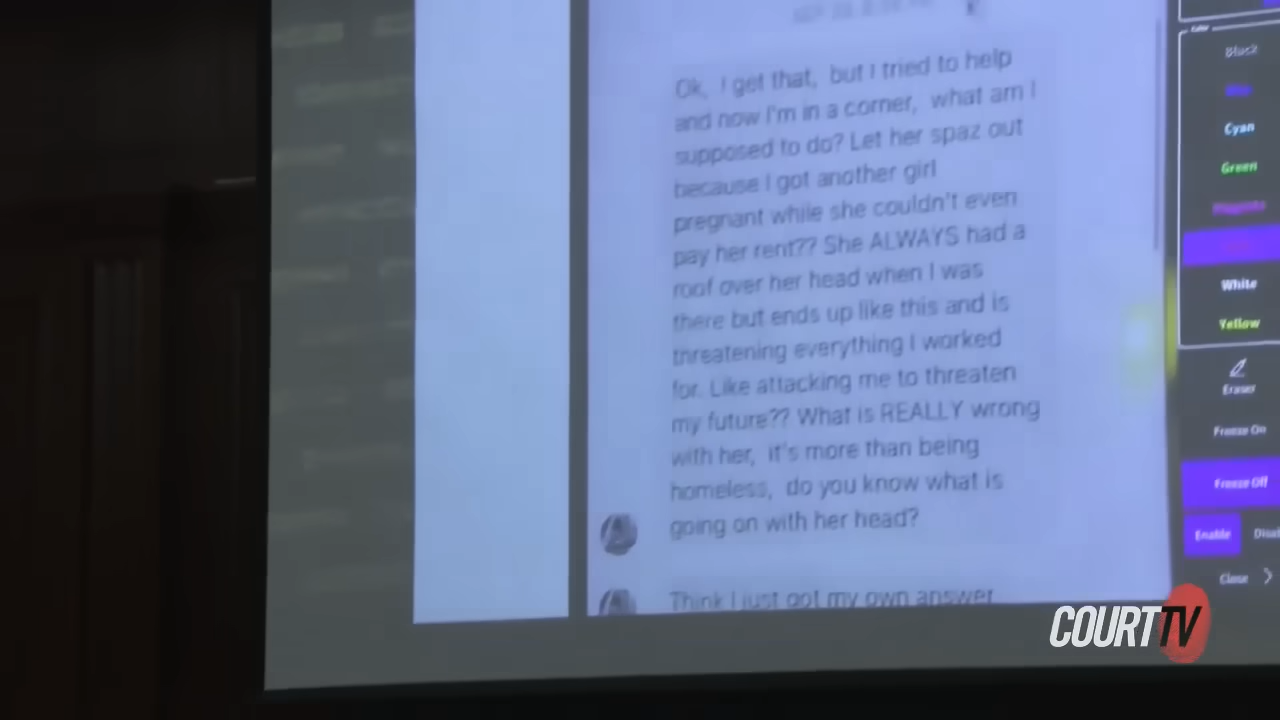 Ok, I get that, but I tried to help
and now I'm in a corner, what am I
supposed to do? Let her spaz out
because I got another girl
pregnant while she couldn't even
pay her rent?? She ALWAYS had a
roof over her head when I was
there but ends up like this and is
threatening everything I worked
for. Like attacking me to threaten
my future?? What is REALLY wrong
with her, it's more than being
homeless, do you know what is
going on with her head?
Think I just got my own answer
Color
Black
Blue
Cyan
Green
Magenta
White
Yellow
Eraser
Freeze On
Freeze Off
Enable
Close >
COURT TV